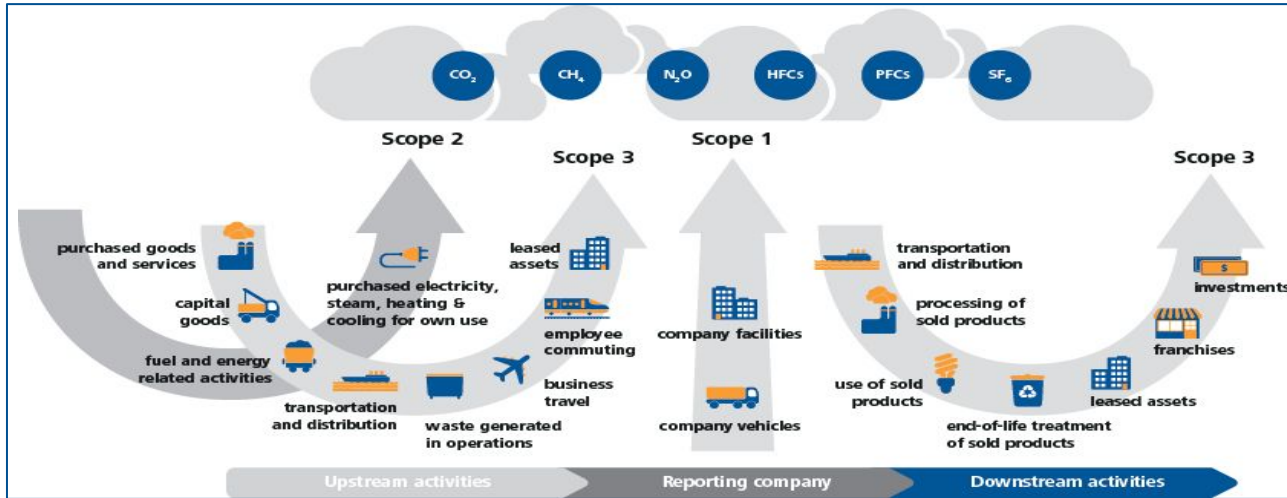 CO₂
CH₄
N₂O
HFCs
PFCs
SF₆
Scope 2
Scope 3
Scope 1
Scope 3
purchased goods
and services
capital
goods
fuel and energy
related activities
transportation
and distribution
purchased electricity,
steam, heating &
cooling for own use
waste generated
in operations
business
travel
employee
commuting
leased
assets
company facilities
company vehicles
transportation
and distribution
processing of
sold products
use of sold
products
end-of-life treatment
of sold products
leased assets
franchises
$
investments
Upstream activities
Reporting company
Downstream activities